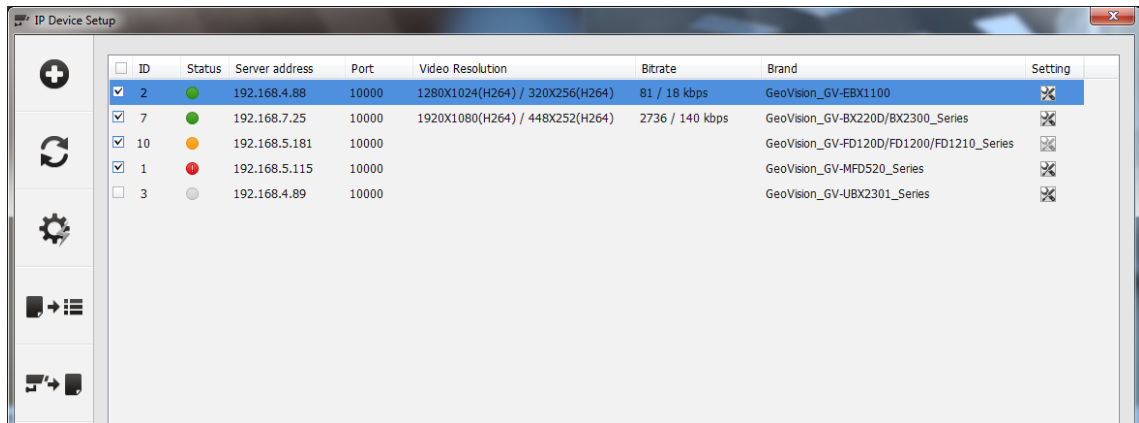 IP Device Setup
ID Status Server address Port Video Resolution Bitrate Brand Setting
2 192.168.4.88 10000 1280X1024(H264) / 320X256(H264) 81 / 18 kbps GeoVision_GV-EBX1100
7 192.168.7.25 10000 1920X1080(H264) / 448X252(H264) 2736 / 140 kbps GeoVision_GV-BX220D/BX2300_Series
10 192.168.5.181 10000 GeoVision_GV-FD120D/FD1200/FD1210_Series
1 192.168.5.115 10000 GeoVision_GV-MFD520_Series
3 192.168.4.89 10000 GeoVision_GV-UBX2301_Series